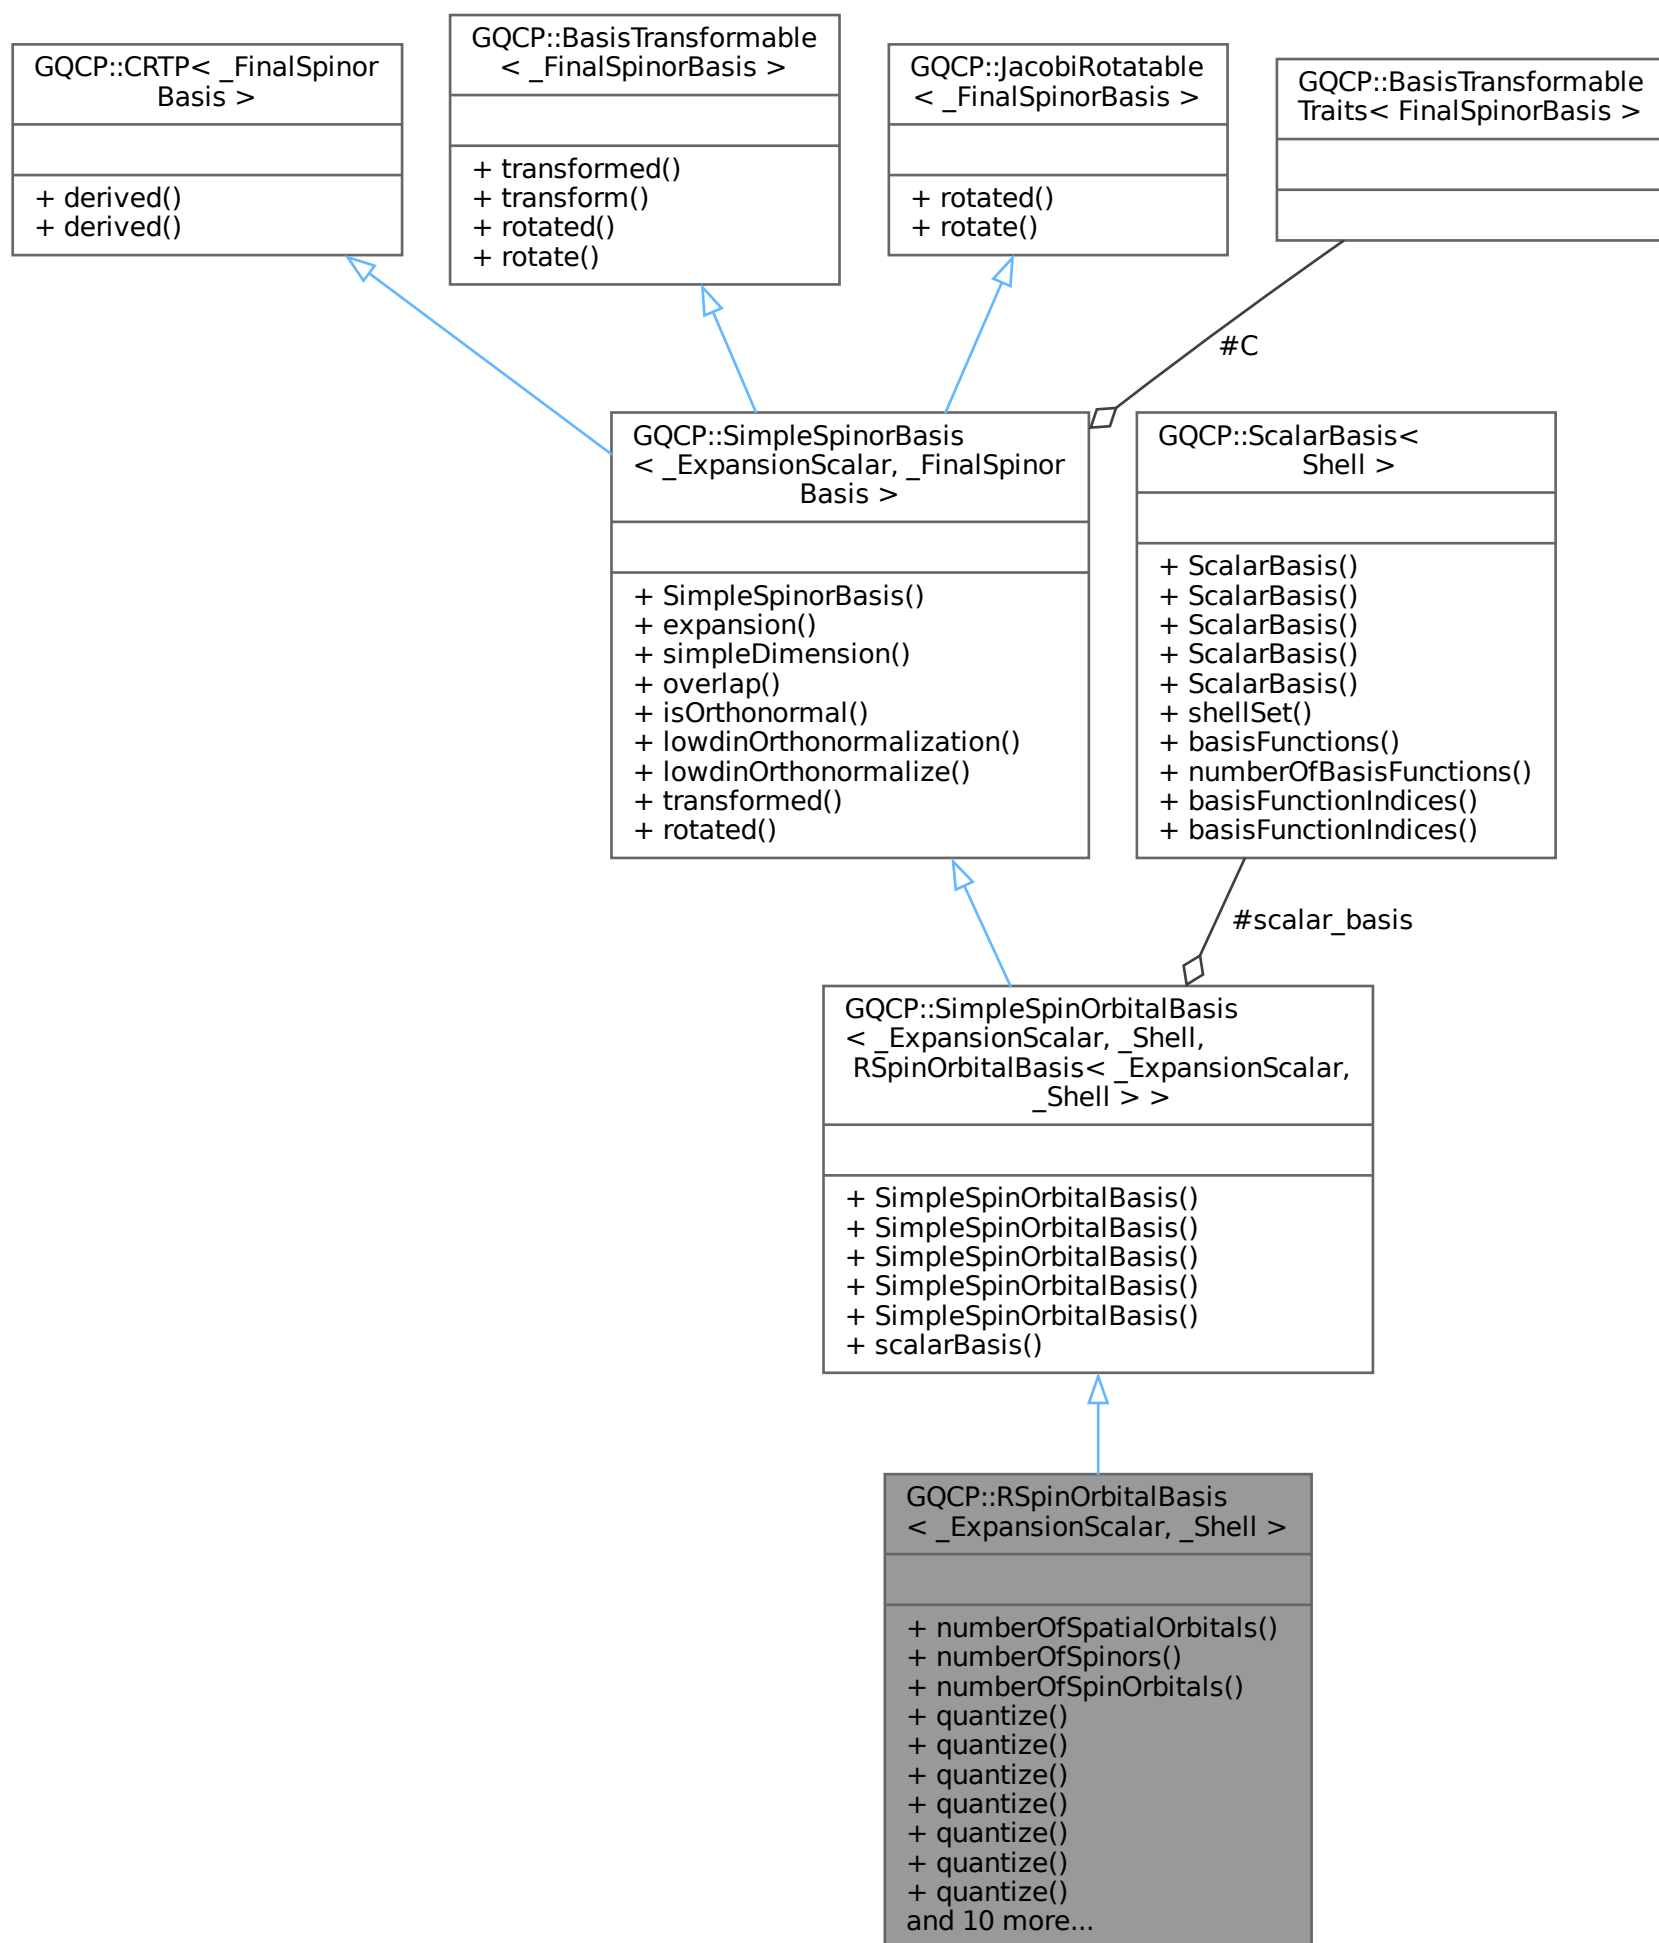 GQCP::CRTP< _FinalSpinor
Basis >
+ derived()
+ derived()
GQCP::BasisTransformable
< _FinalSpinorBasis >
+ transformed()
+ transform()
+ rotated()
+ rotate()
GQCP::JacobiRotatable
< _FinalSpinorBasis >
+ rotated()
+ rotate()
GQCP::BasisTransformable
Traits< FinalSpinorBasis >
#C
GQCP::SimpleSpinorBasis
< _ExpansionScalar, _FinalSpinor
Basis >
+ SimpleSpinorBasis()
+ expansion()
+ simpleDimension()
+ overlap()
+ isOrthonormal()
+ lowdinOrthonormalization()
+ lowdinOrthonormalize()
+ transformed()
+ rotated()
GQCP::ScalarBasis<
Shell >
+ ScalarBasis()
+ ScalarBasis()
+ ScalarBasis()
+ ScalarBasis()
+ ScalarBasis()
+ shellSet()
+ basisFunctions()
+ numberOfBasisFunctions()
+ basisFunctionIndices()
+ basisFunctionIndices()
#scalar_basis
GQCP::SimpleSpinOrbitalBasis
< _ExpansionScalar, _Shell,
RSpinOrbitalBasis< _ExpansionScalar,
_Shell > >
+ SimpleSpinOrbitalBasis()
+ SimpleSpinOrbitalBasis()
+ SimpleSpinOrbitalBasis()
+ SimpleSpinOrbitalBasis()
+ SimpleSpinOrbitalBasis()
+ scalarBasis()
GQCP::RSpinOrbitalBasis
< _ExpansionScalar, _Shell >
+ numberOfSpatialOrbitals()
+ numberOfSpinors()
+ numberOfSpinOrbitals()
+ quantize()
+ quantize()
+ quantize()
+ quantize()
+ quantize()
+ quantize()
+ quantize()
and 10 more...